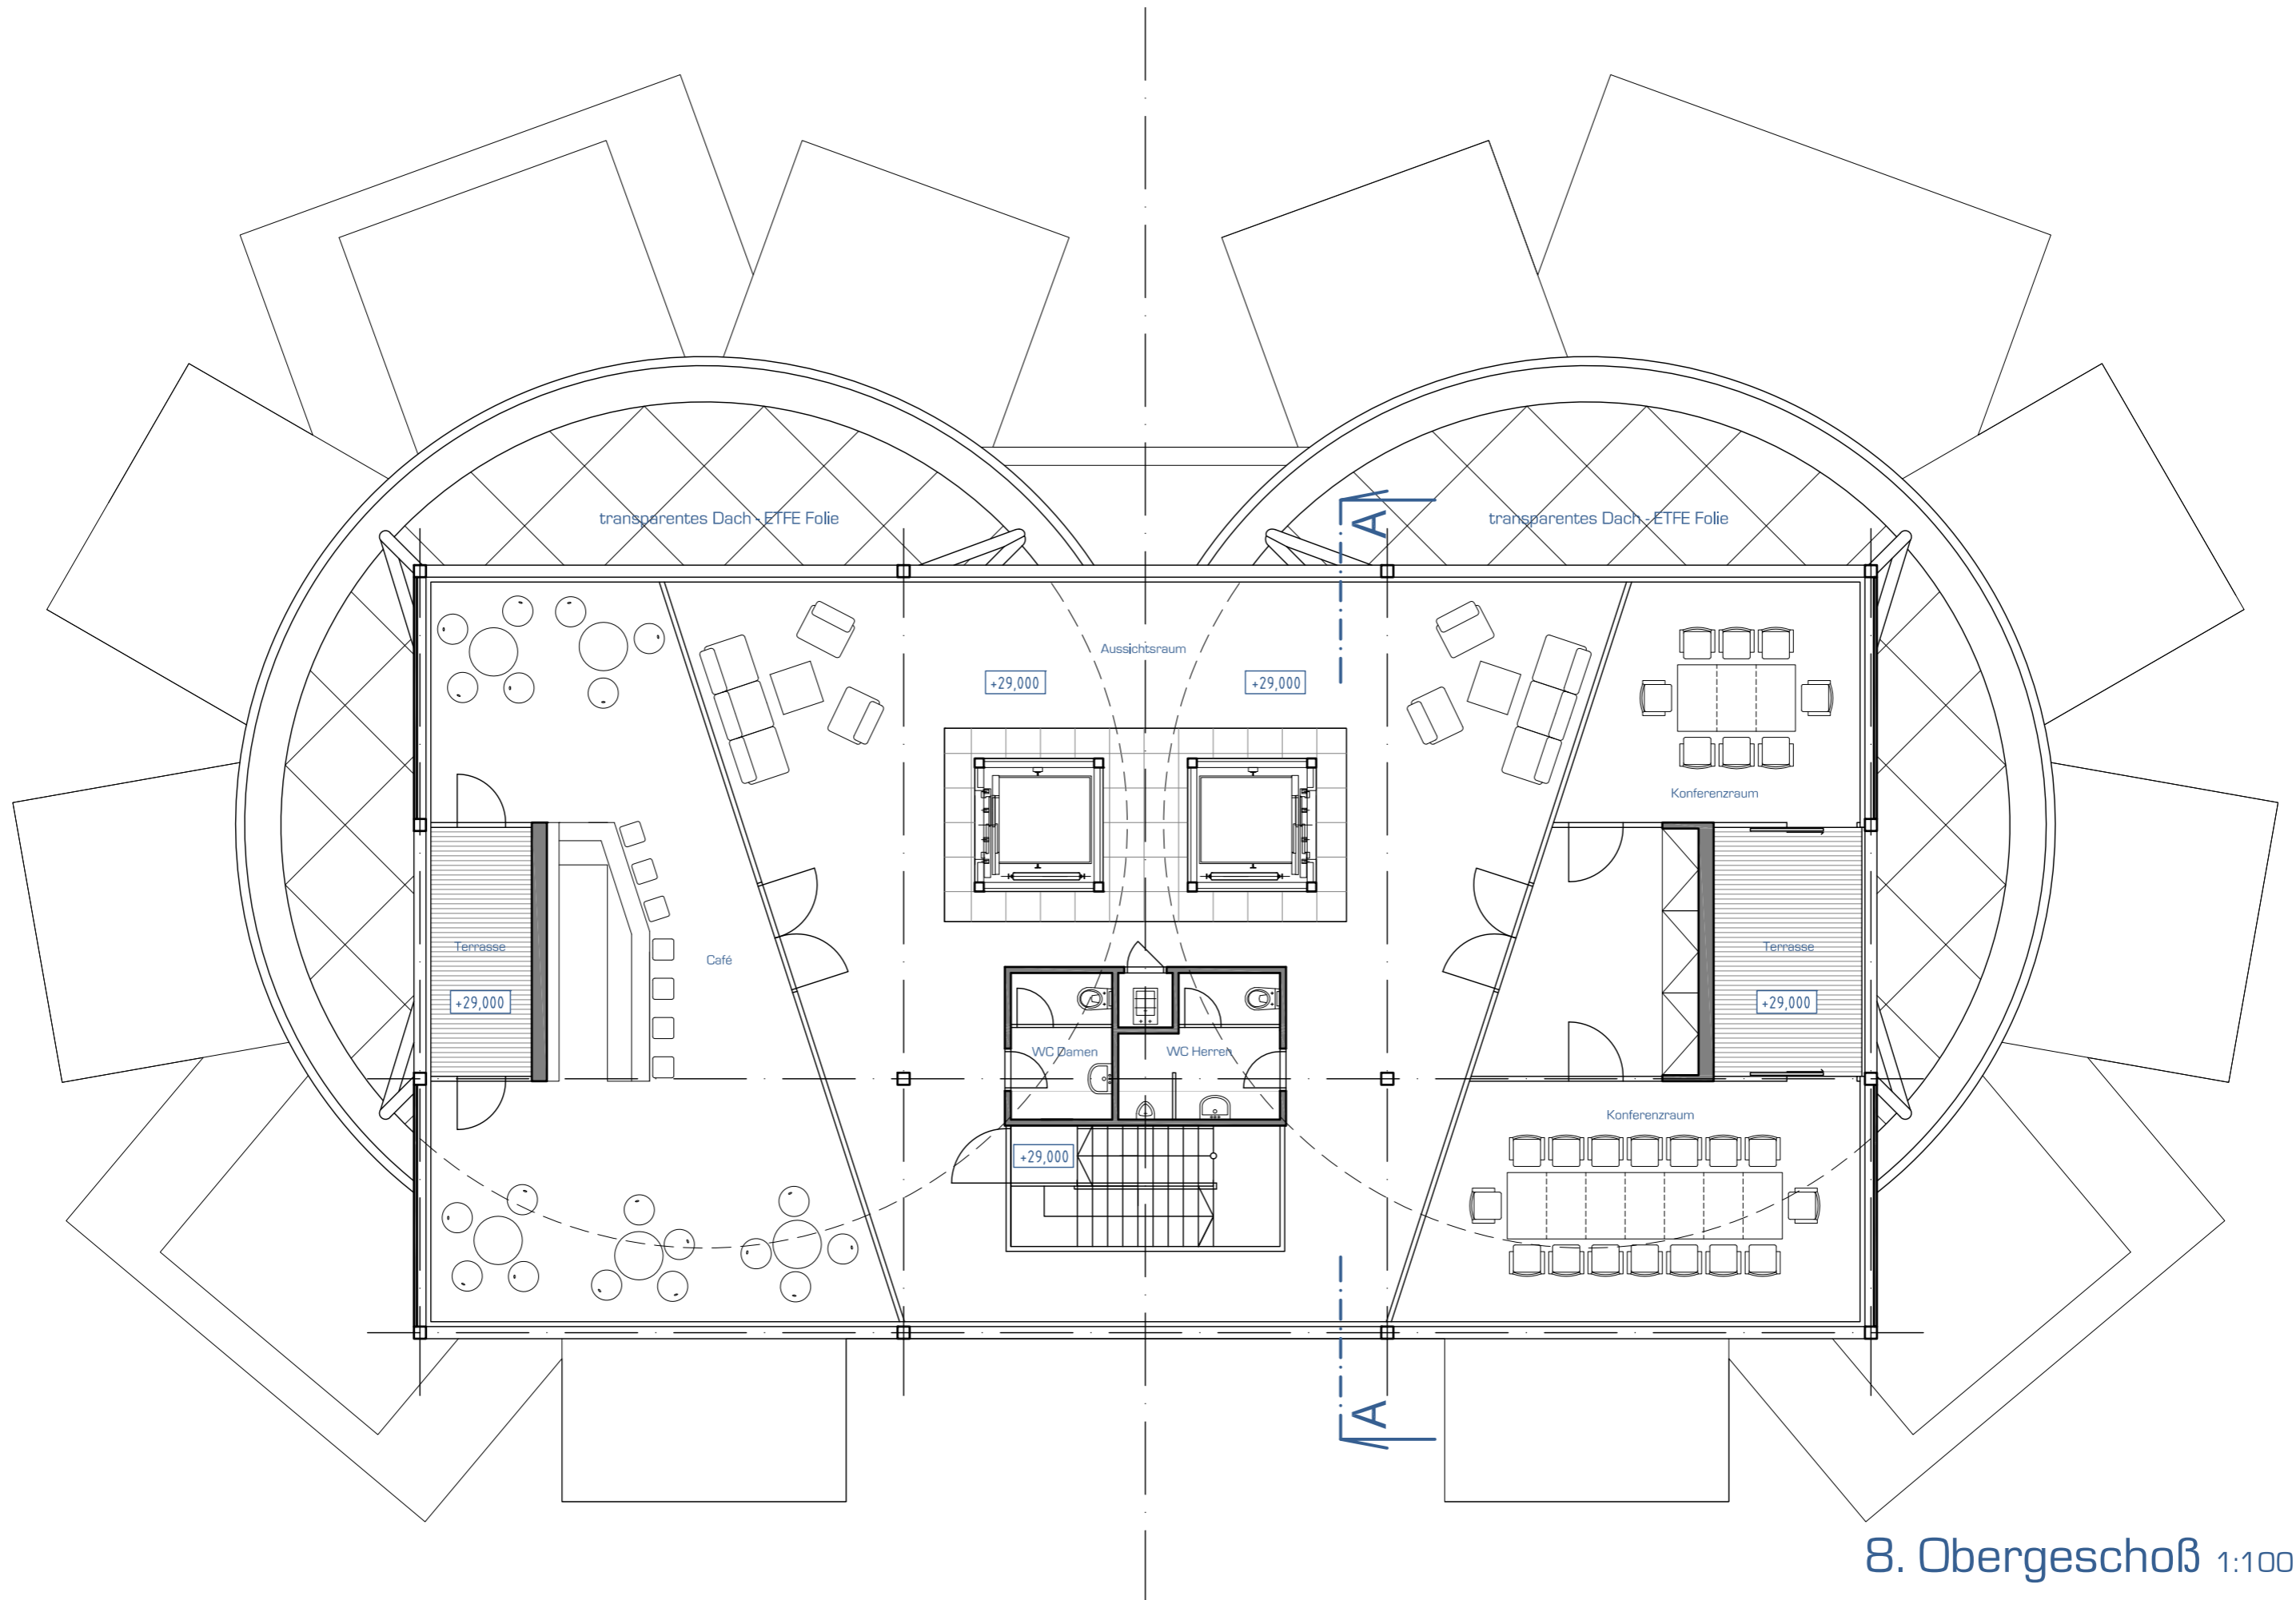 transparentes Dach - ETFE Folie
transparentes Dach - ETFE Folie
A
Aussichtsraum
+29,000
+29,000
Konferenzraum
Terrasse
Café
Terrasse
+29,000
+29,000
WC Damen
WC Herren
Konferenzraum
+29,000
A
8. Obergeschoß 1:100